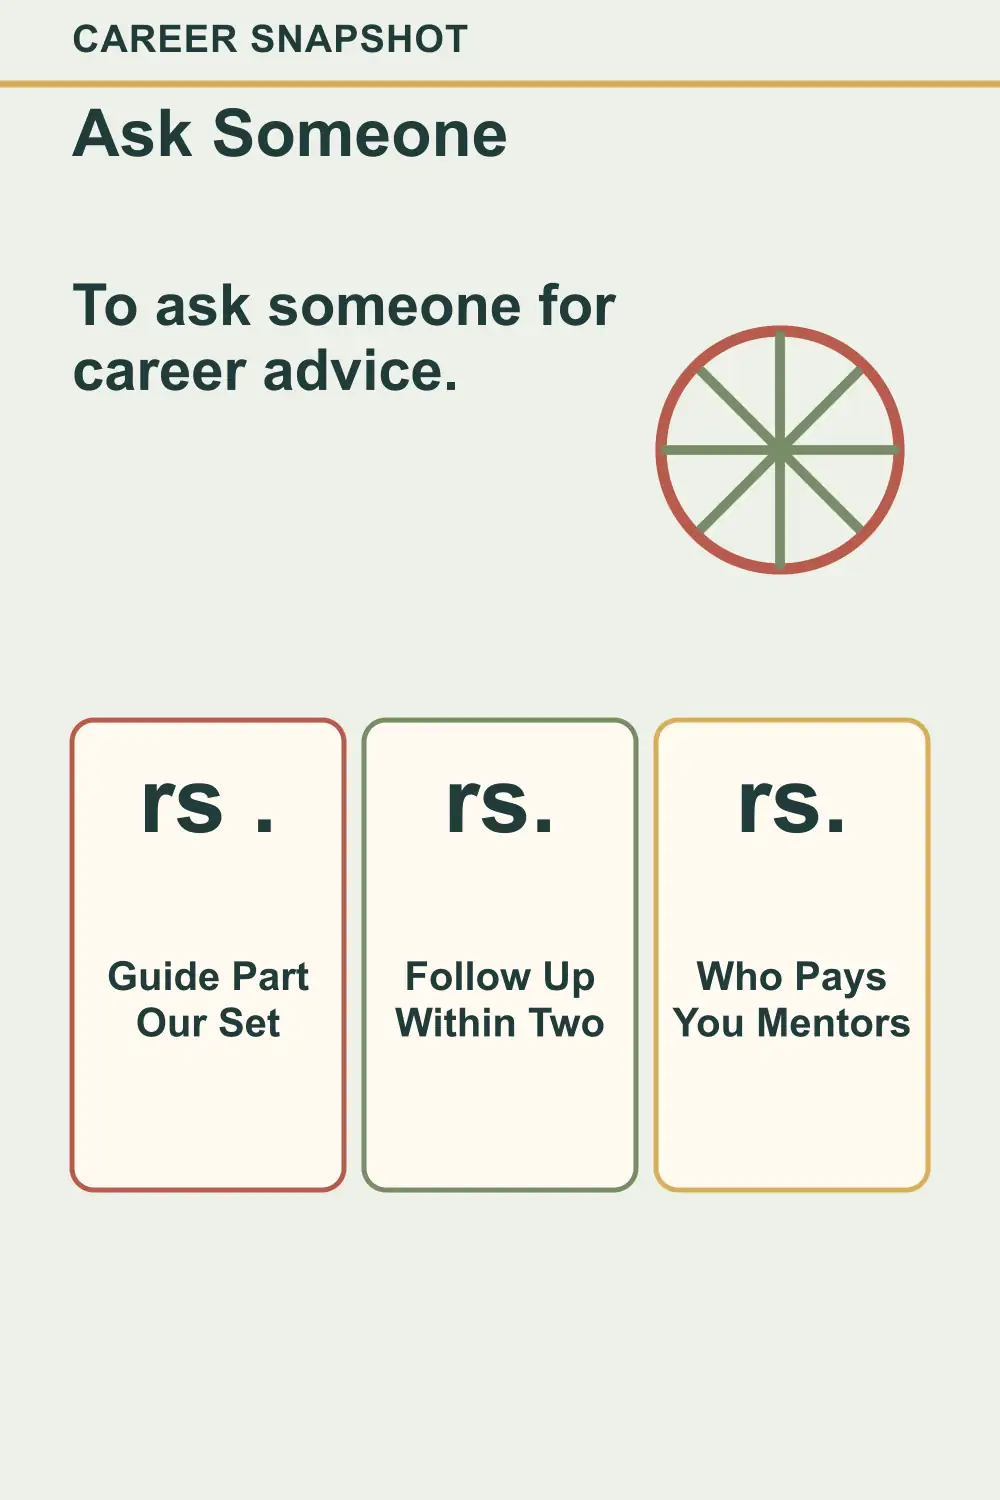 CAREER SNAPSHOT
Ask Someone
To ask someone for
career advice.
rs .
Guide Part
Our Set
rs.
Follow Up
Within Two
rs.
Who Pays
You Mentors